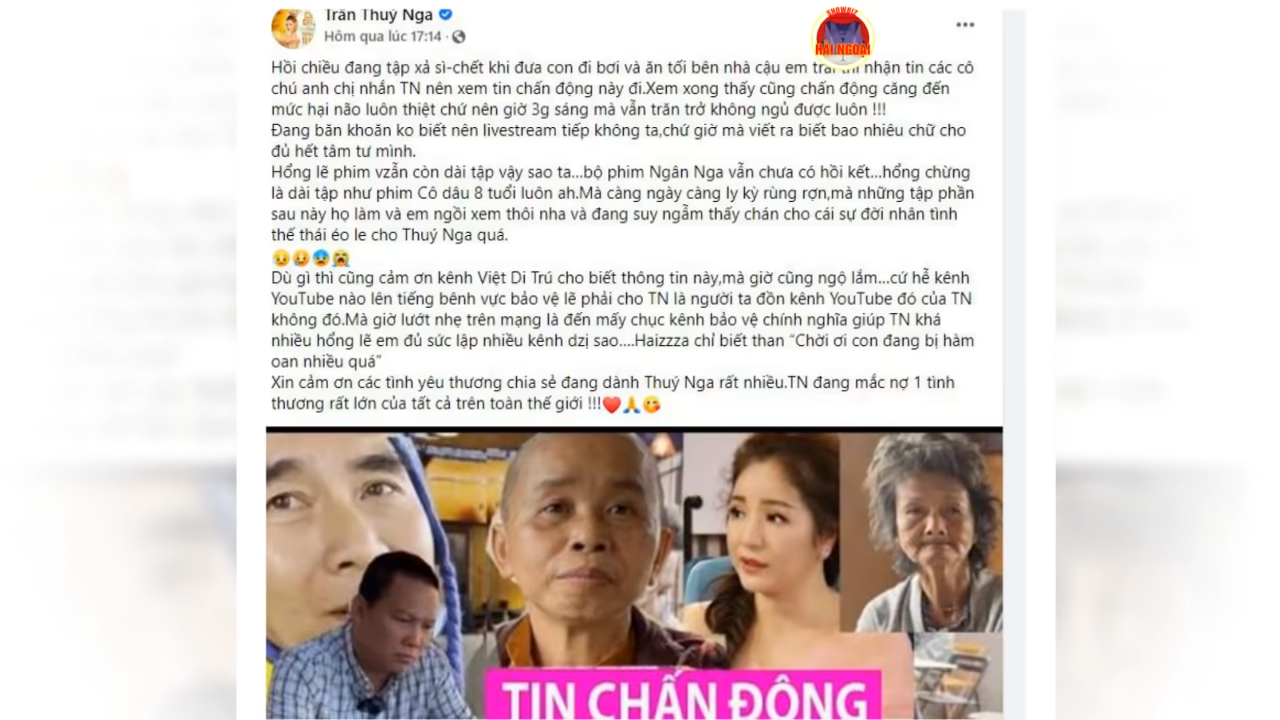 Trần Thuý Nga
Hôm qua lúc 17:14 ·
SHOWBIZ
HẢI NGOẠI
Hồi chiều đang tập xả sì-chết khi đưa con đi bơi và ăn tối bên nhà cậu em trai thì nhận tin các cô
chú anh chị nhắn TN nên xem tin chấn động này đi.Xem xong thấy cũng chấn động căng đến
mức hại não luôn thiệt chứ nên giờ 3g sáng mà vẫn trăn trở không ngủ được luôn !!!
Đang băn khoăn ko biết nên livestream tiếp không ta,chứ giờ mà viết ra biết bao nhiêu chữ cho
đủ hết tâm tư mình.
Hổng lẽ phim vzẫn còn dài tập vậy sao ta...bộ phim Ngân Nga vẫn chưa có hồi kết...hổng chừng
là dài tập như phim Cô dâu 8 tuổi luôn ah.Mà càng ngày càng ly kỳ rùng rợn,mà những tập phần
sau này họ làm và em ngồi xem thôi nha và đang suy ngẫm thấy chán cho cái sự đời nhân tình
thế thái éo le cho Thuý Nga quá.
Dù gì thì cũng cảm ơn kênh Việt Di Trú cho biết thông tin này,mà giờ cũng ngộ lắm...cứ hễ kênh
YouTube nào lên tiếng bênh vực bảo vệ lẽ phải cho TN là người ta đồn kênh YouTube đó của TN
không đó.Mà giờ lướt nhẹ trên mạng là đến mấy chục kênh bảo vệ chính nghĩa giúp TN khá
nhiều hổng lẽ em đủ sức lập nhiều kênh dzị sao....Haizzza chỉ biết than “Chời ơi con đang bị hàm
oan nhiều quá”
Xin cảm ơn các tình yêu thương chia sẻ đang dành Thuý Nga rất nhiều.TN đang mắc nợ 1 tình
thương rất lớn của tất cả trên toàn thế giới !!!
TIN CHẤN ĐỘNG